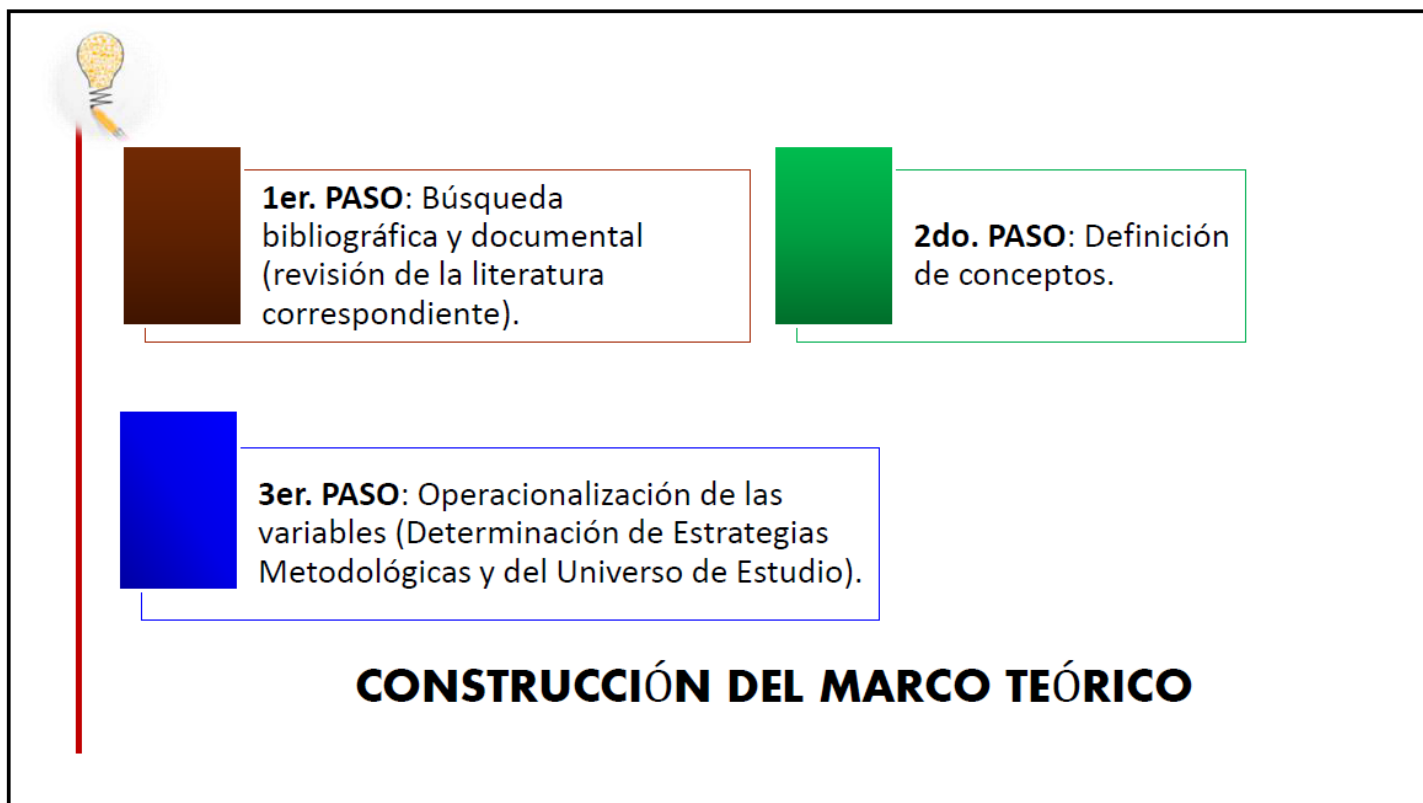 1er. PASO: Búsqueda
bibliográfica y documental
(revisión de la literatura
correspondiente).
2do. PASO: Definición
de conceptos.
3er. PASO: Operacionalización de las
variables (Determinación de Estrategias
Metodológicas y del Universo de Estudio).
CONSTRUCCIÓN DEL MARCO TEÓRICO